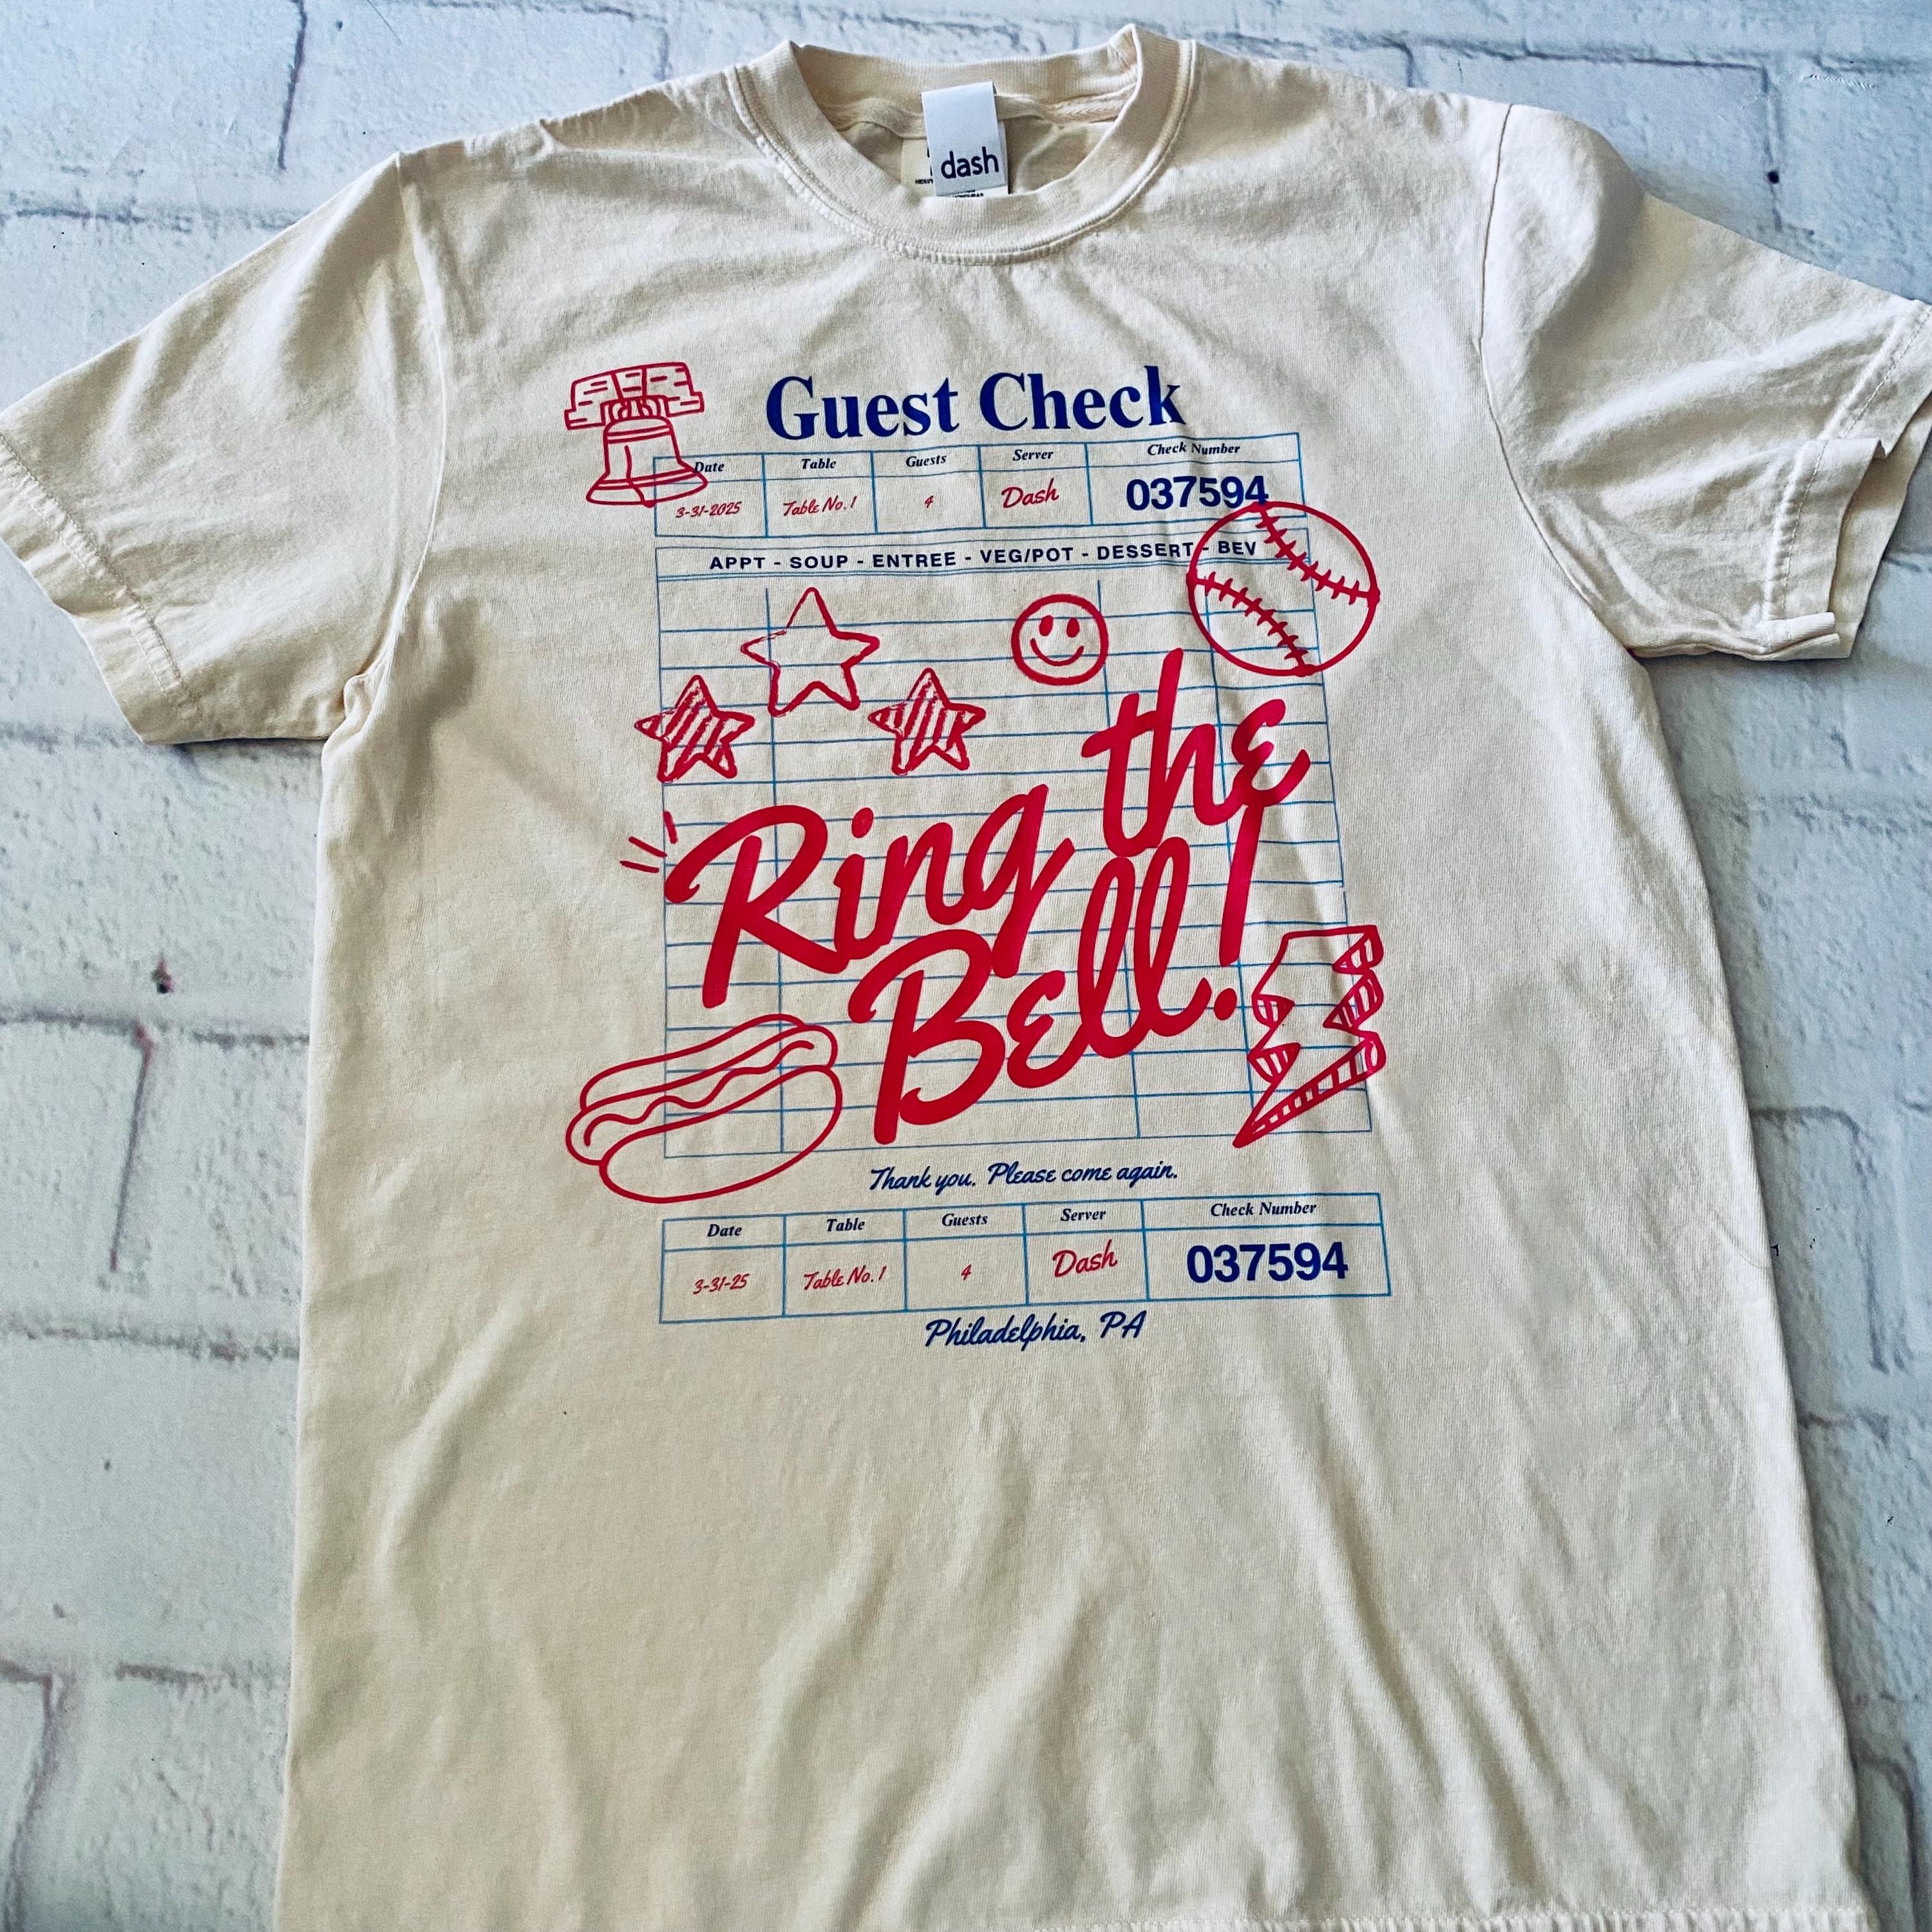 dash
Guest Check
Date Table Guests Server Check Number
3-31-2025 Table No. 1 4 Dash 037594
APPT - SOUP - ENTREE - VEG/POT - DESSERT - BEV
Ring the
Bell!
Thank you. Please come again.
Date Table Guests Server Check Number
3-31-25 Table No. 1 4 Dash 037594
Philadelphia, PA